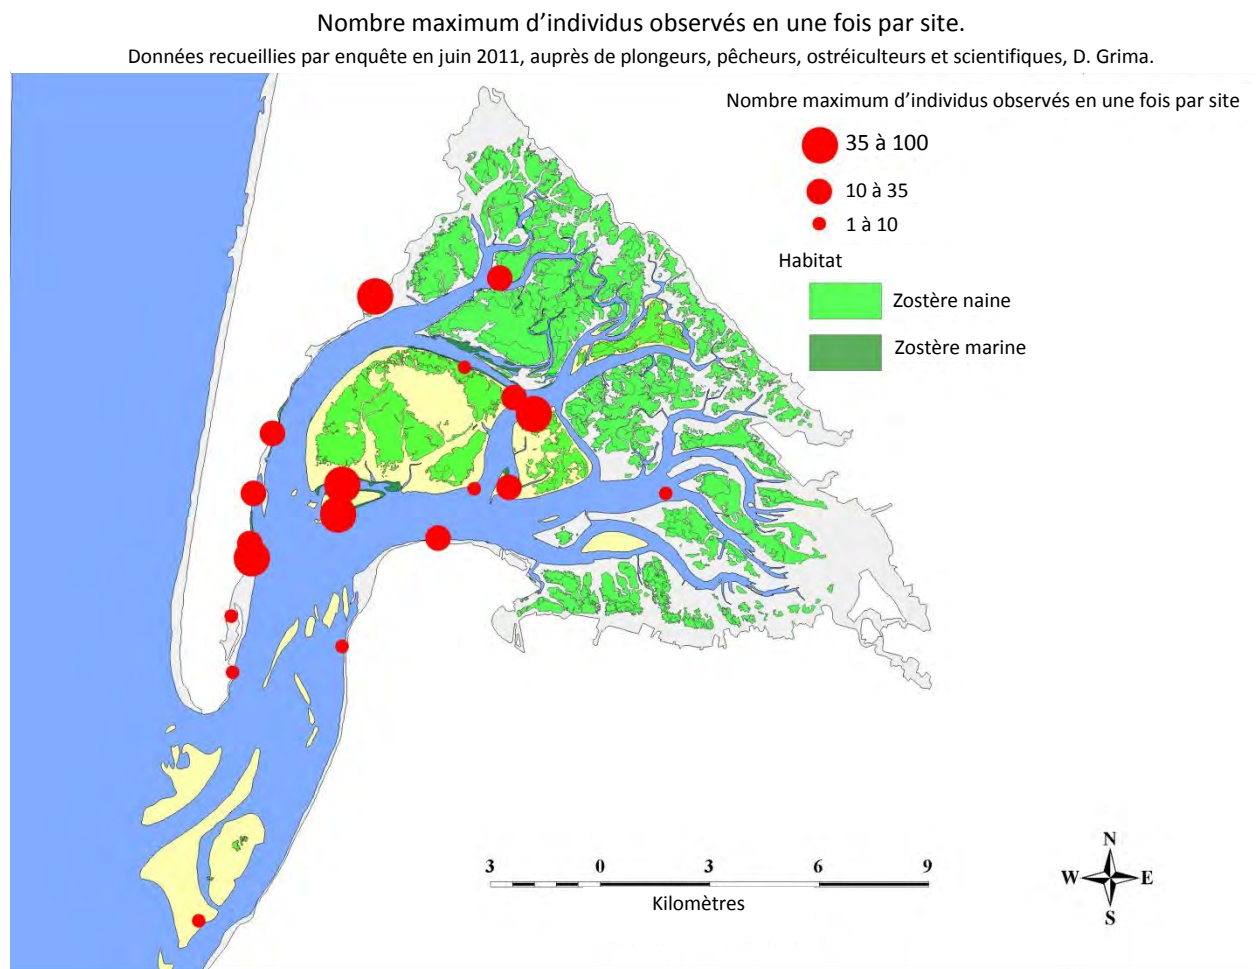 Nombre maximum d’individus observés en une fois par site.
Données recueillies par enquête en juin 2011, auprès de plongeurs, pêcheurs, ostréiculteurs et scientifiques, D. Grima.
Nombre maximum d’individus observés en une fois par site
35 à 100
10 à 35
1 à 10
Habitat
Zostère naine
Zostère marine
3 0 3 6 9
Kilomètres
N
W E
S